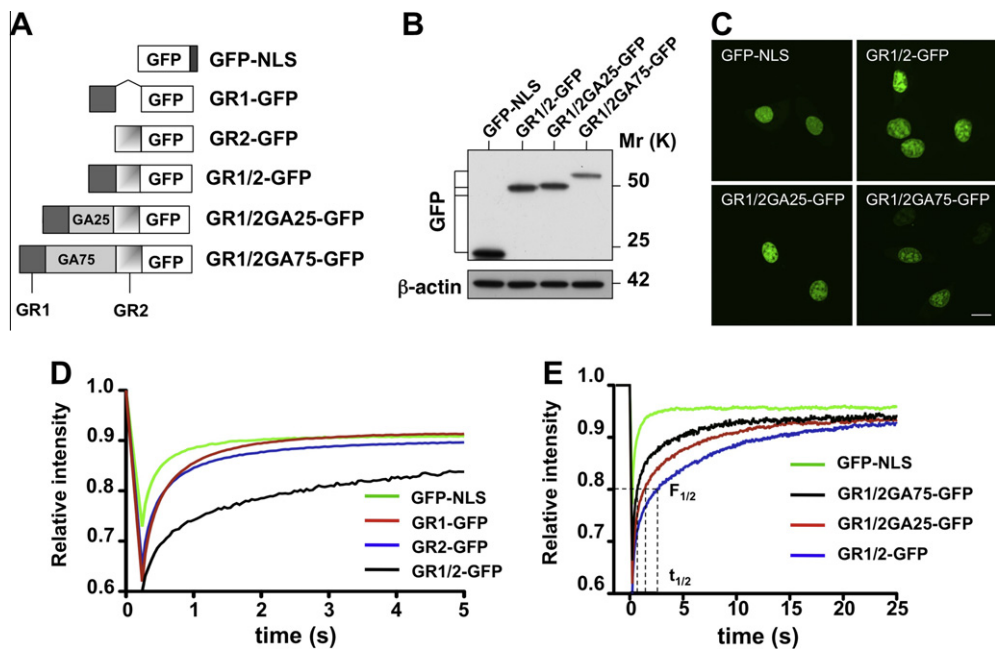 A
GFP GFP-NLS
GFP GR1-GFP
GFP GR2-GFP
GFP GR1/2-GFP
GA25 GFP GR1/2GA25-GFP
GA75 GFP GR1/2GA75-GFP
GR1 GR2
B
GFP-NLS
GR1/2-GFP
GR1/2GA25-GFP
GR1/2GA75-GFP
Mr (K)
GFP
50
25
β-actin 42
C
GFP-NLS GR1/2-GFP
GR1/2GA25-GFP GR1/2GA75-GFP
D
Relative intensity
1.0
0.9
0.8
0.7
0.6
0 1 2 3 4 5
time (s)
GFP-NLS
GR1-GFP
GR2-GFP
GR1/2-GFP
E
Relative intensity
1.0
0.9
0.8
0.7
0.6
0 5 10 15 20 25
time (s)
F1/2
t1/2
GFP-NLS
GR1/2GA75-GFP
GR1/2GA25-GFP
GR1/2-GFP